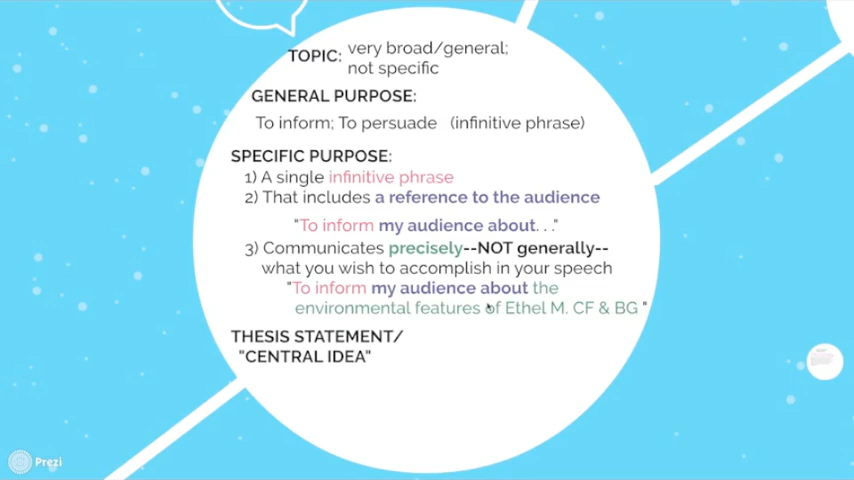 TOPIC: very broad/general;
not specific
GENERAL PURPOSE:
To inform; To persuade (infinitive phrase)
SPECIFIC PURPOSE:
1) A single infinitive phrase
2) That includes a reference to the audience
"To inform my audience about. . ."
3) Communicates precisely--NOT generally--
what you wish to accomplish in your speech
"To inform my audience about the
environmental features of Ethel M. CF & BG "
THESIS STATEMENT/
"CENTRAL IDEA"
Prezi